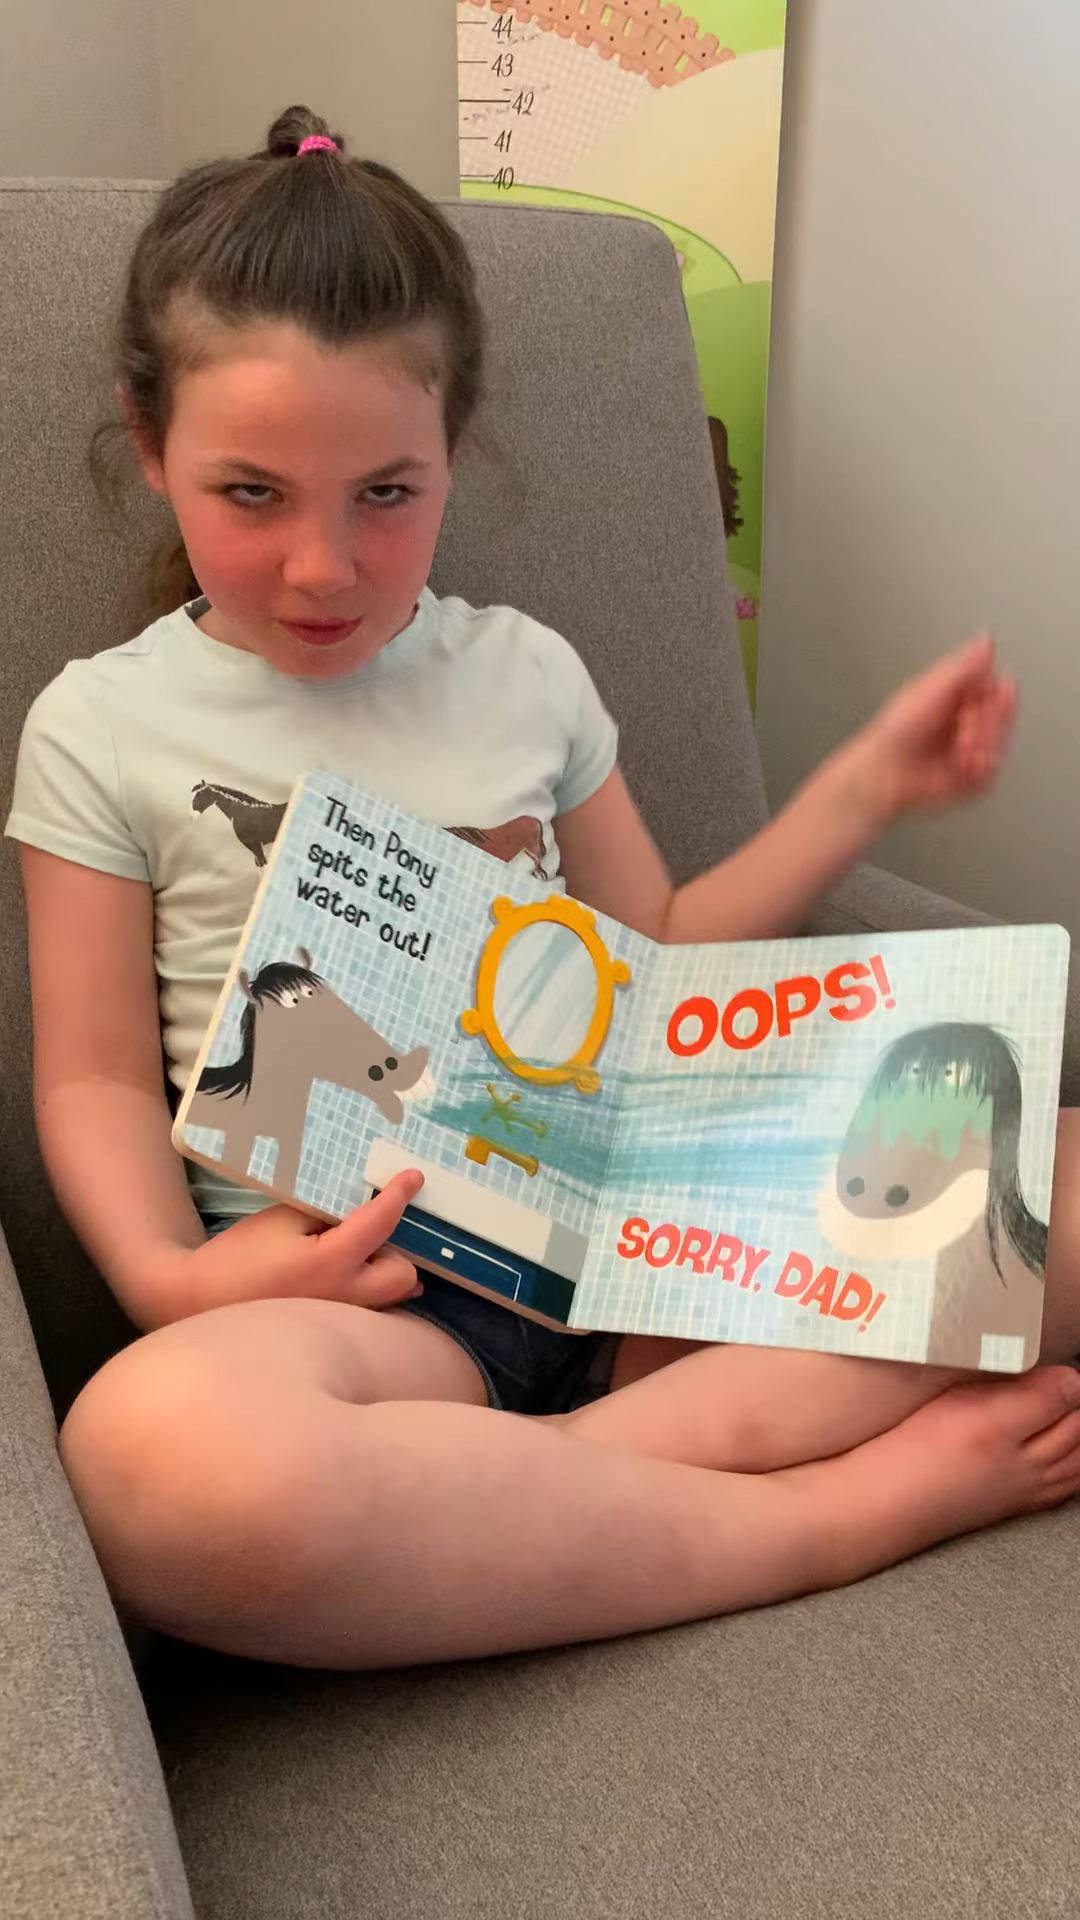 44
43
42
41
40
Then Pony
spits the
water out!
OOPS!
SORRY, DAD!